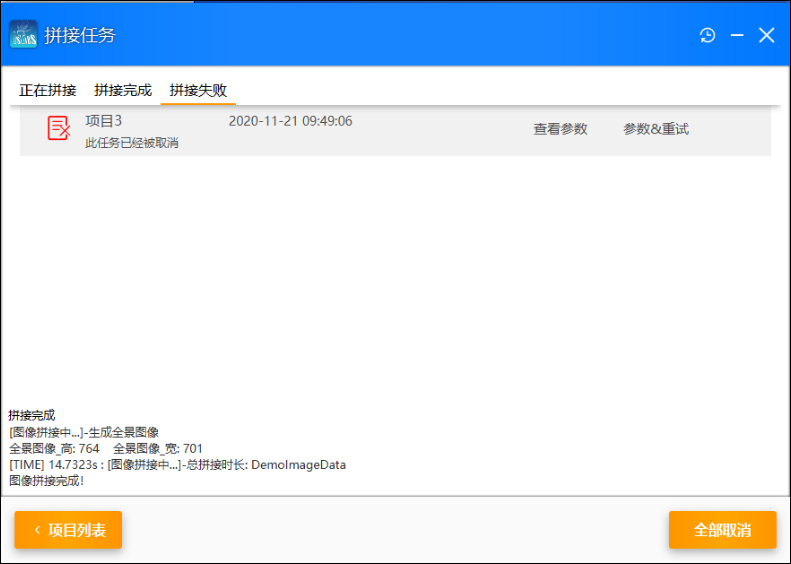 拼接任务
正在拼接 拼接完成 拼接失败
项目3 2020-11-21 09:49:06 查看参数 参数&重试
此任务已经被取消
拼接完成
[图像拼接中...]-生成全景图像
全景图像_高: 764 全景图像_宽: 701
[TIME] 14.7323s : [图像拼接中...]-总拼接时长: DemoImageData
图像拼接完成!
项目列表 全部取消